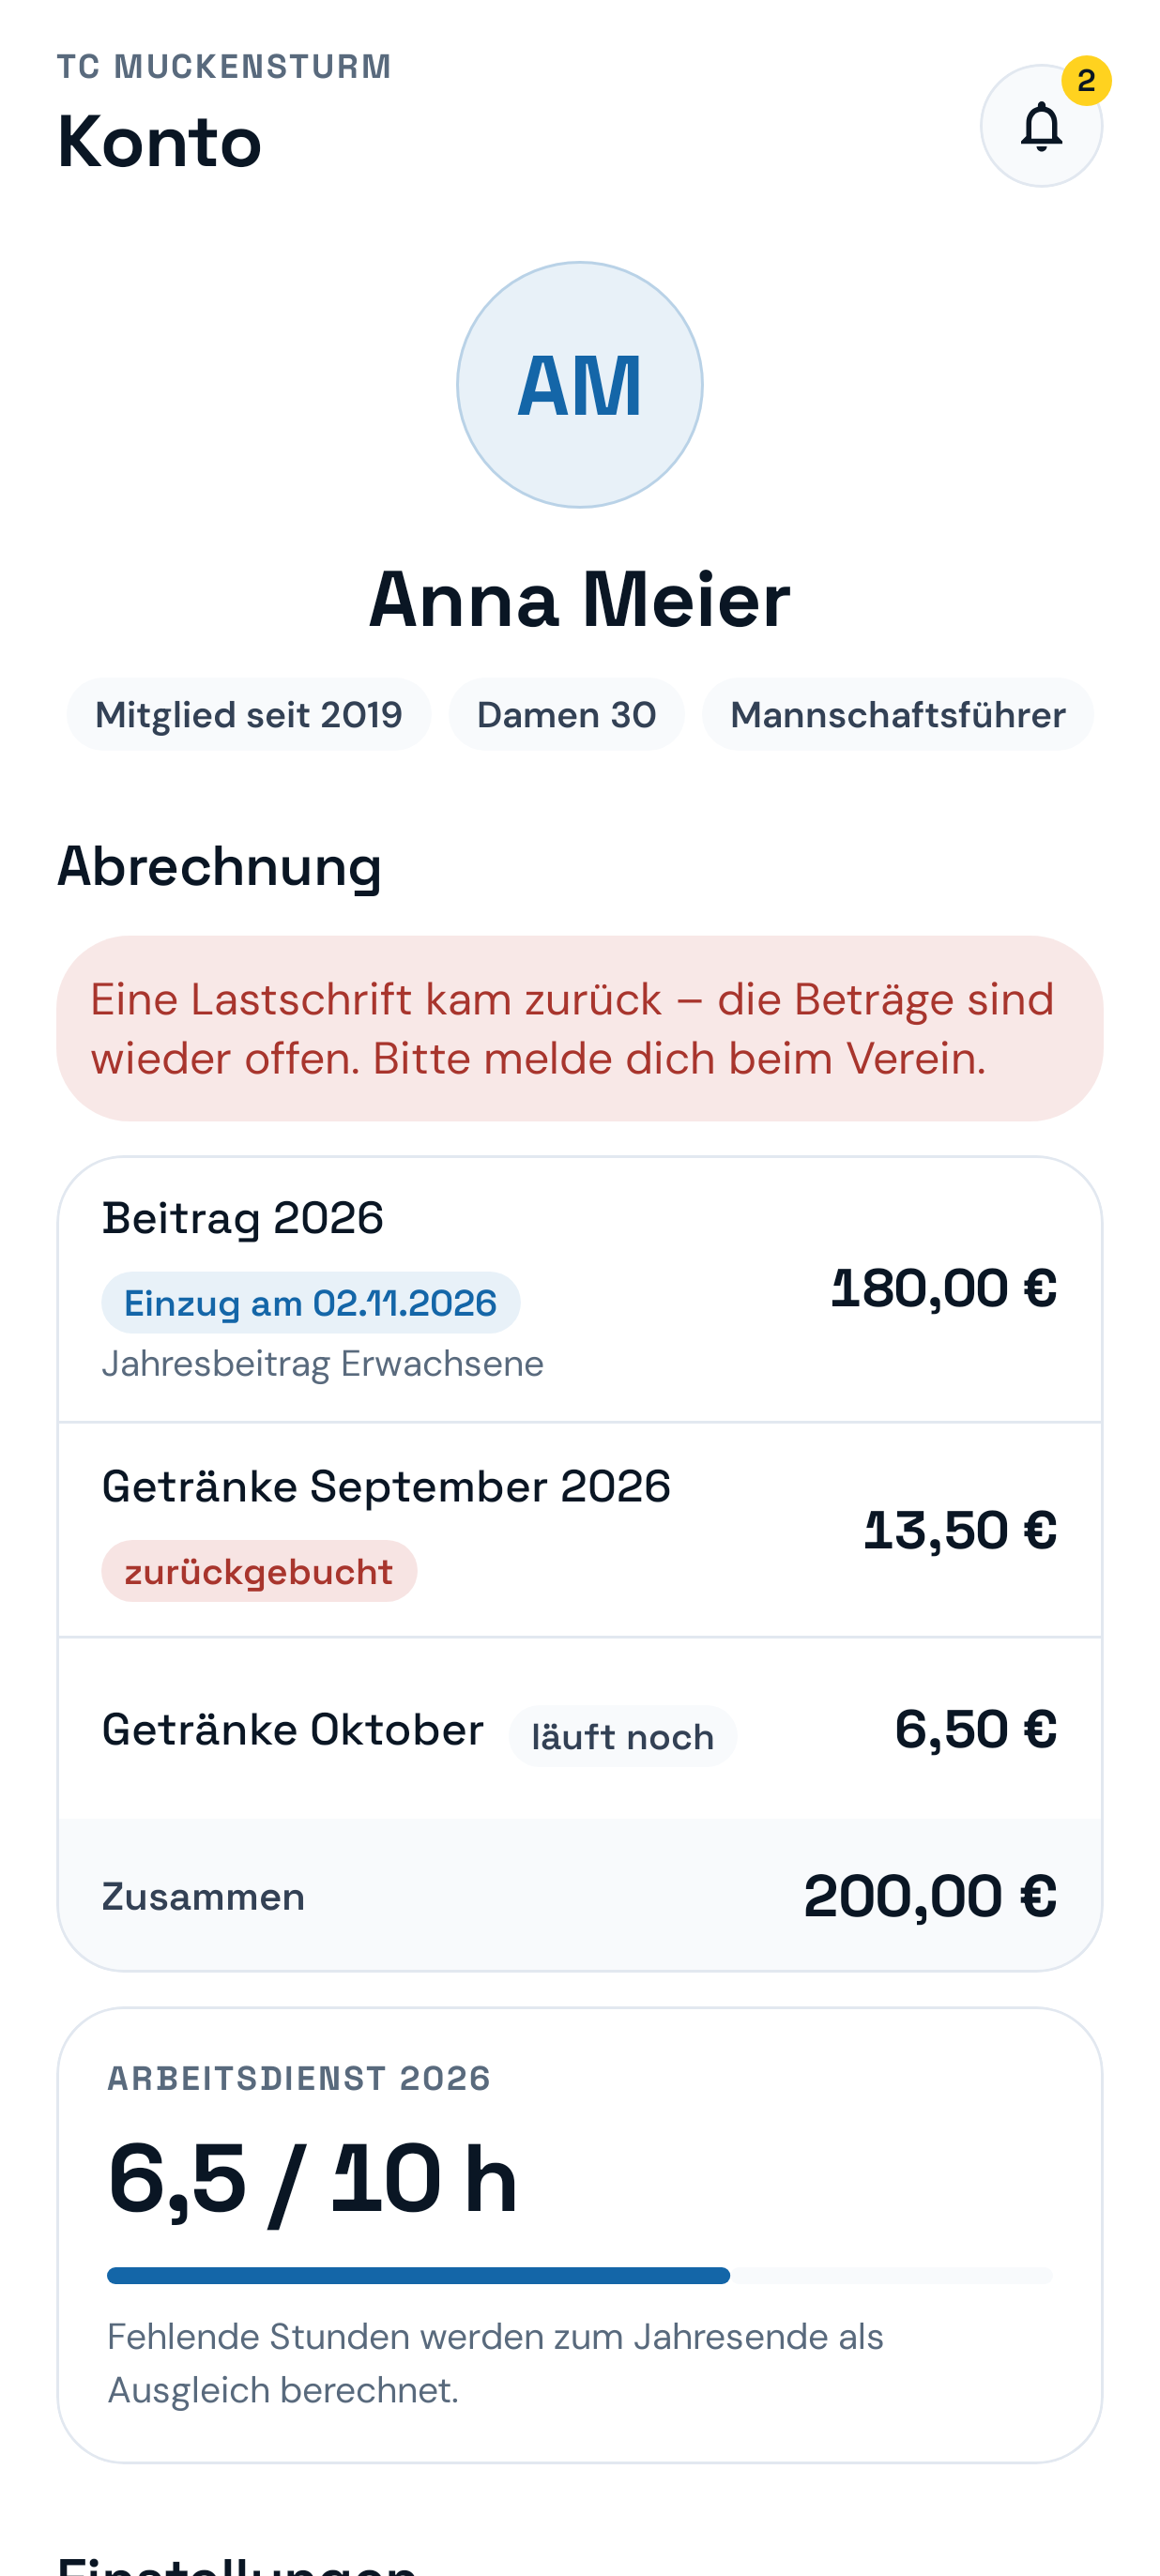 TC MUCKENSTURM
Konto
2
AM
Anna Meier
Mitglied seit 2019
Damen 30
Mannschaftsführer
Abrechnung
Eine Lastschrift kam zurück – die Beträge sind
wieder offen. Bitte melde dich beim Verein.
Beitrag 2026
Einzug am 02.11.2026
Jahresbeitrag Erwachsene
180,00 €
Getränke September 2026
zurückgebucht
13,50 €
Getränke Oktober
läuft noch
6,50 €
Zusammen
200,00 €
ARBEITSDIENST 2026
6,5 / 10 h
Fehlende Stunden werden zum Jahresende als
Ausgleich berechnet.
Einstellungen